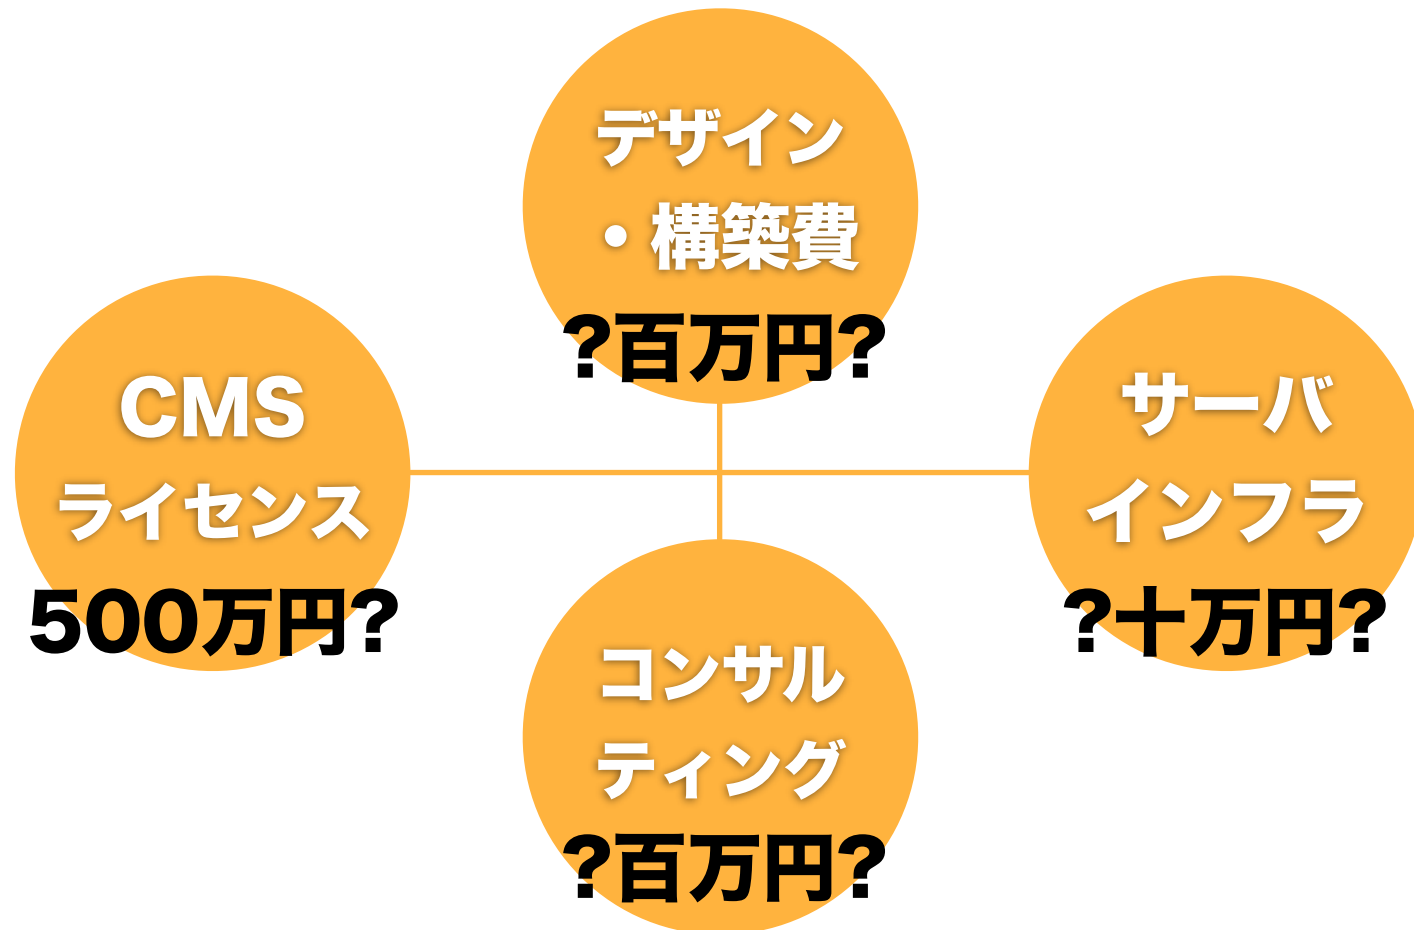 デザイン
・構築費
?百万円?
CMS
ライセンス
500万円?
サーバ
インフラ
?十万円?
コンサル
ティング
?百万円?